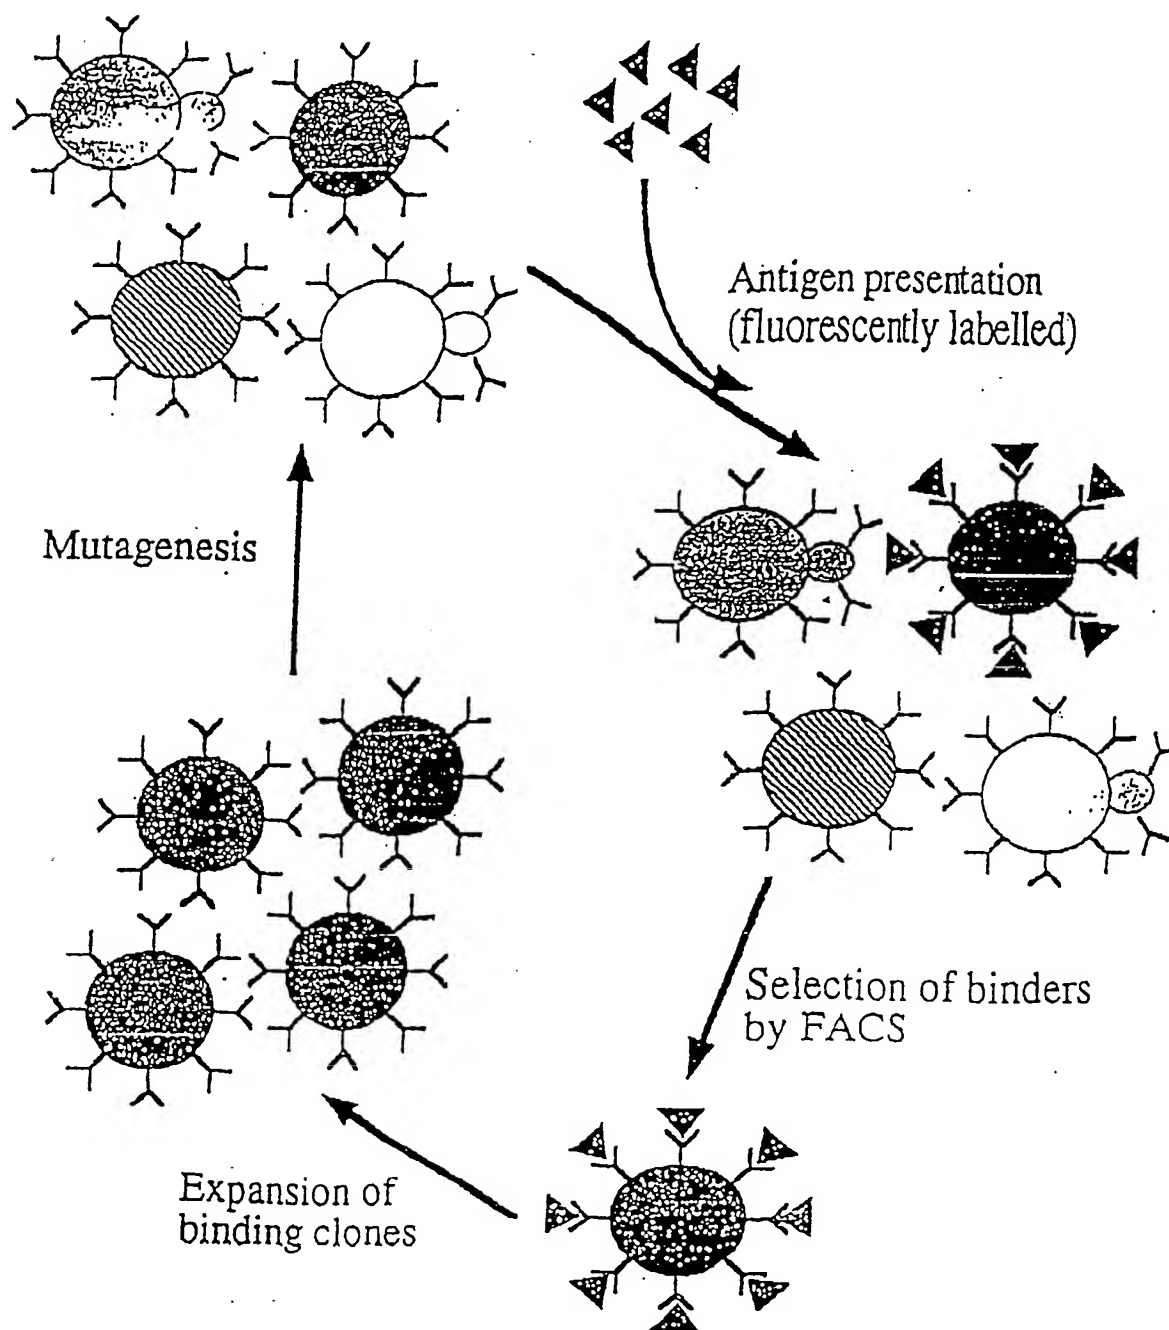 Antigen presentation
(fluorescently labelled)
Mutagenesis
Selection of binders
by FACS
Expansion of
binding clones